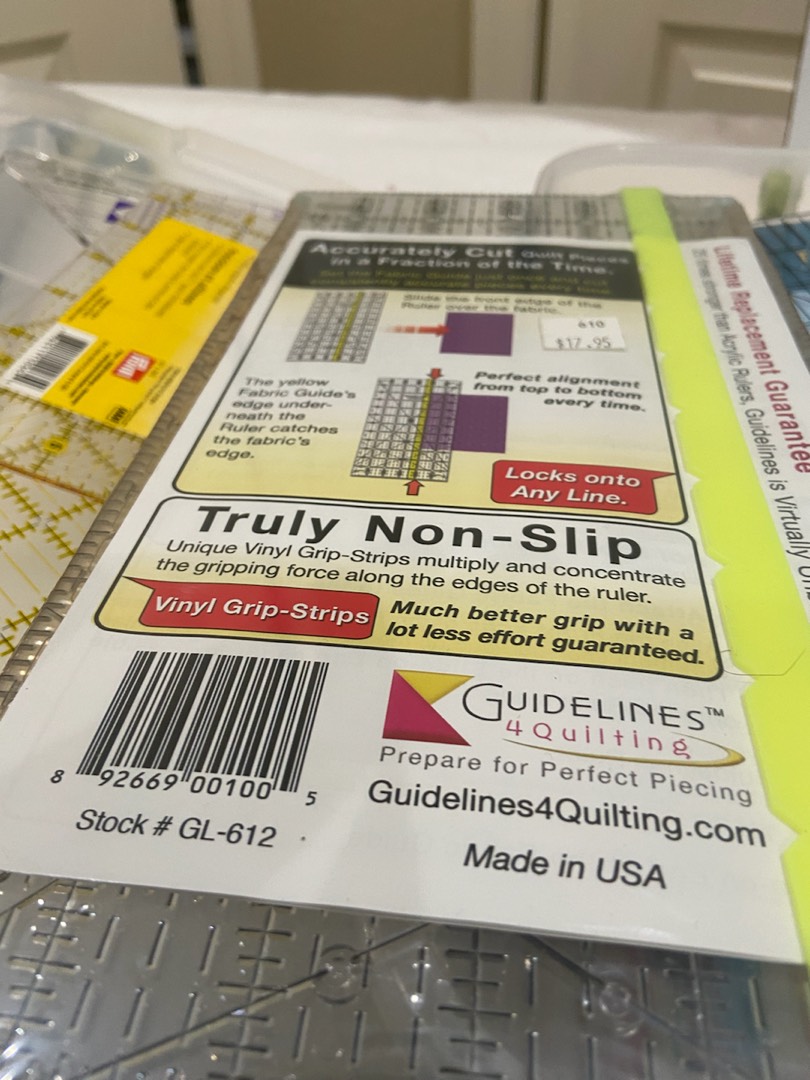 Accurately Cut Quilt Pieces
in a Fraction of the Time.
Slide the front edge of the
Ruler over the fabric.
610
$17.95
The yellow
Fabric Guide's
edge under-
neath the
Ruler catches
the fabric's
edge.
Perfect alignment
from top to bottom
every time.
Locks onto
Any Line.
Truly Non-Slip
Unique Vinyl Grip-Strips multiply and concentrate
the gripping force along the edges of the ruler.
Vinyl Grip-Strips
Much better grip with a
lot less effort guaranteed.
8 92669 00100 5
Stock # GL-612
GUIDELINES™
4 Quilting
Prepare for Perfect Piecing
Guidelines4Quilting.com
Made in USA
Lifetime Replacement Guarantee
times stronger than Acrylic Rulers, Guidelines is Virtually